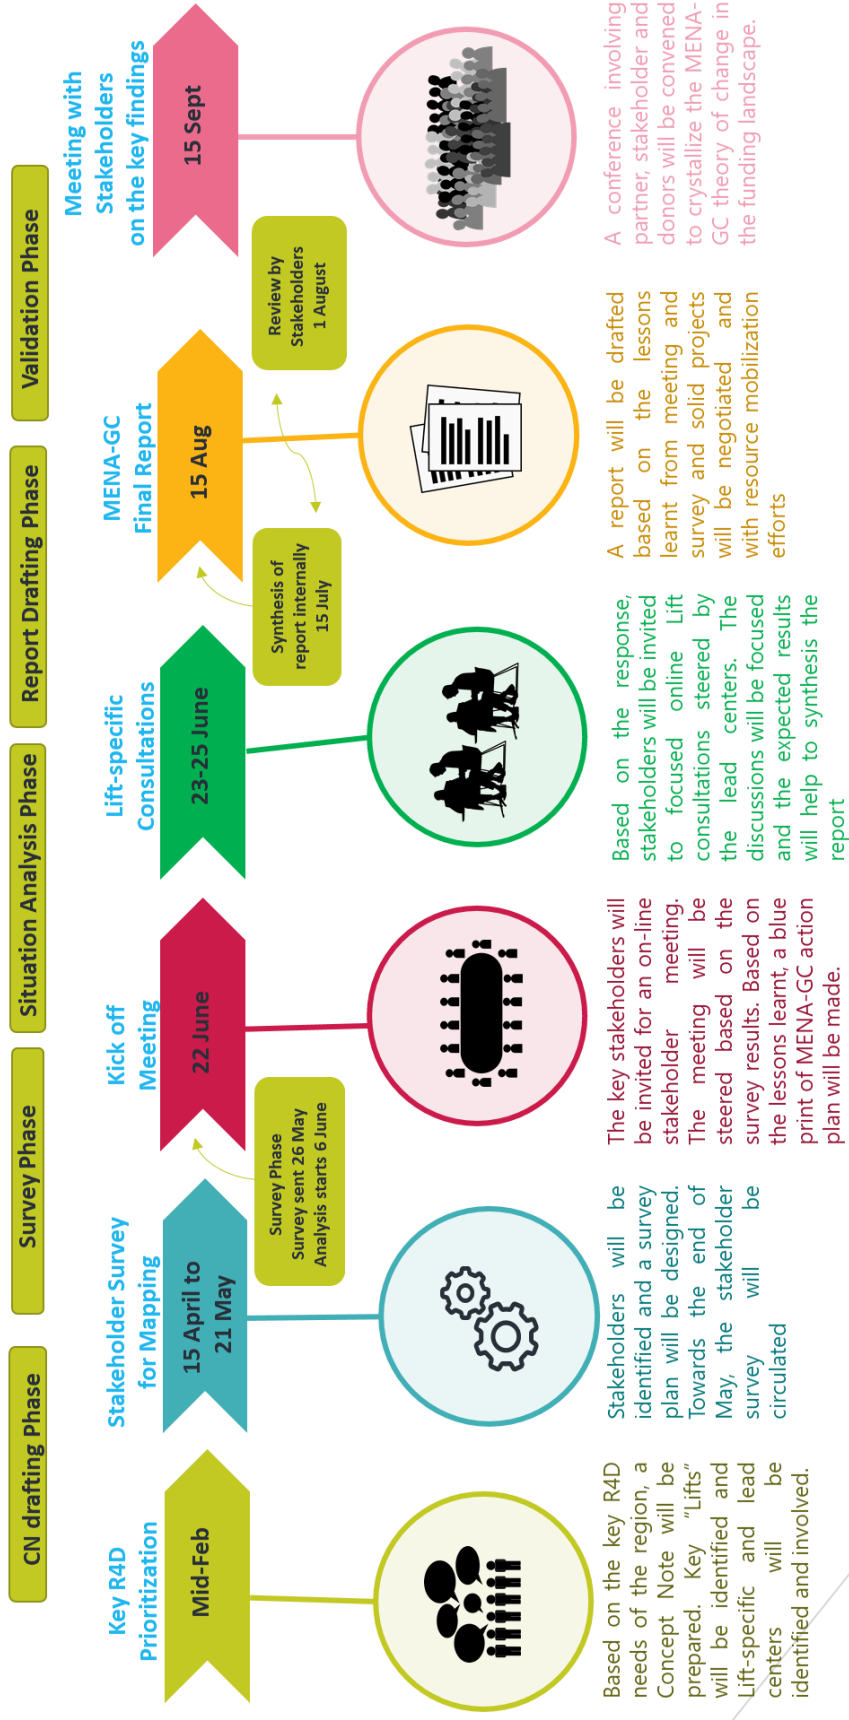 CN drafting Phase
Survey Phase
Situation Analysis Phase
Report Drafting Phase
Validation Phase
Key R4D
Prioritization
Mid-Feb
Based on the key R4D
needs of the region, a
Concept Note will be
prepared. Key "Lifts"
will be identified and
Lift-specific and lead
centers will be
identified and involved.
Stakeholder Survey
for Mapping
15 April to
21 May
Stakeholders will be
identified and a survey
plan will be designed.
Towards the end of
May, the stakeholder
survey will be
circulated
Survey Phase
Survey sent 26 May
Analysis starts 6 June
Kick off
Meeting
22 June
The key stakeholders will
be invited for an on-line
stakeholder meeting.
The meeting will be
steered based on the
survey results. Based on
the lessons learnt, a blue
print of MENA-GC action
plan will be made.
Lift-specific
Consultations
23-25 June
Based on the response,
stakeholders will be invited
to focused online Lift
consultations steered by
the lead centers. The
discussions will be focused
and the expected results
will help to synthesis the
report
Synthesis of
report internally
15 July
MENA-GC
Final Report
15 Aug
A report will be drafted
based on the lessons
learnt from meeting and
survey and solid projects
will be negotiated and
with resource mobilization
efforts
Review by
Stakeholders
1 August
Meeting with
Stakeholders
on the key findings
15 Sept
A conference involving
partner, stakeholder and
donors will be convened
to crystallize the MENA-
GC theory of change in
the funding landscape.